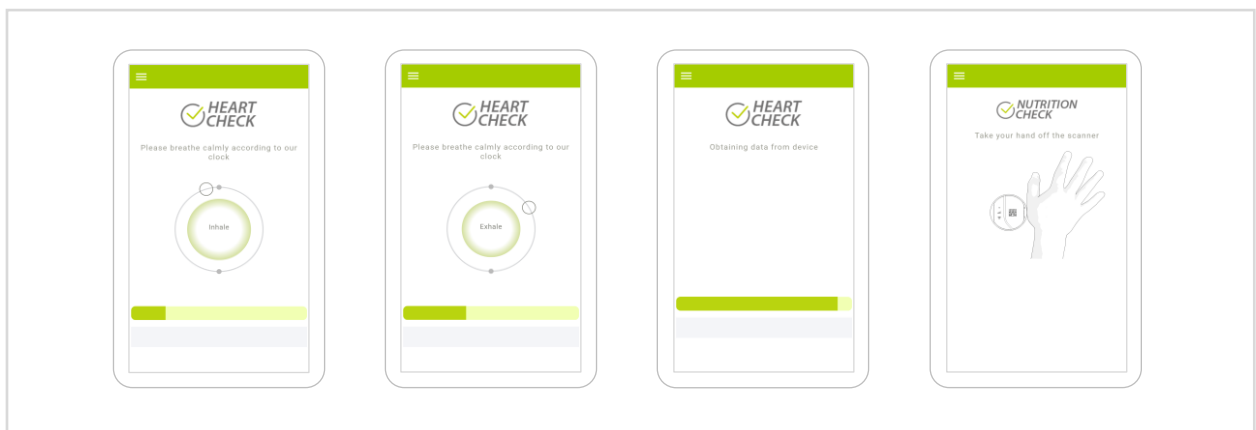 HEART
CHECK
Please breathe calmly according to our
clock
Inhale
HEART
CHECK
Please breathe calmly according to our
clock
Exhale
HEART
CHECK
Obtaining data from device
NUTRITION
CHECK
Take your hand off the scanner